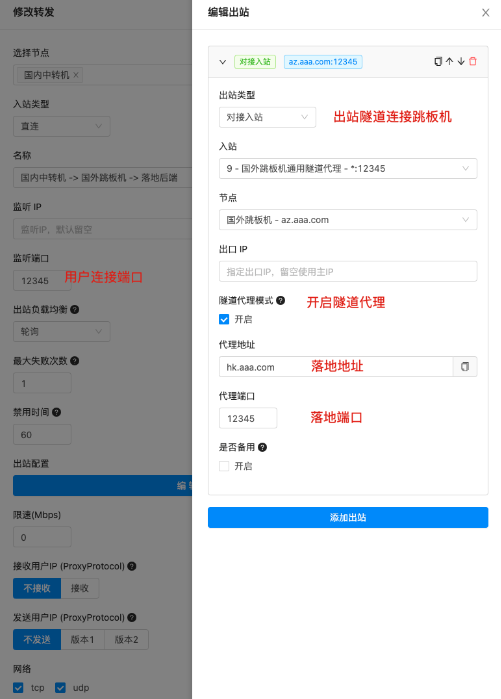 修改转发
选择节点
国内中转机 ×
入站类型
直连
名称
国内中转机 -> 国外跳板机 -> 落地后端
监听 IP
监听IP，默认留空
监听端口
12345
用户连接端口
出站负载均衡
轮询
最大失败次数
1
禁用时间
60
出站配置
编
限速(Mbps)
0
接收用户IP (ProxyProtocol)
不接收 接收
发送用户IP (ProxyProtocol)
不发送 版本1 版本2
网络
tcp udp
编辑出站
对接入站 az.aaa.com:12345
出站类型
对接入站
出站隧道连接跳板机
入站
9 - 国外跳板机通用隧道代理 - *:12345
节点
国外跳板机 - az.aaa.com
出口 IP
指定出口IP，留空使用主IP
隧道代理模式
开启隧道代理
开启
代理地址
hk.aaa.com
落地地址
代理端口
12345
落地端口
是否备用
开启
添加出站